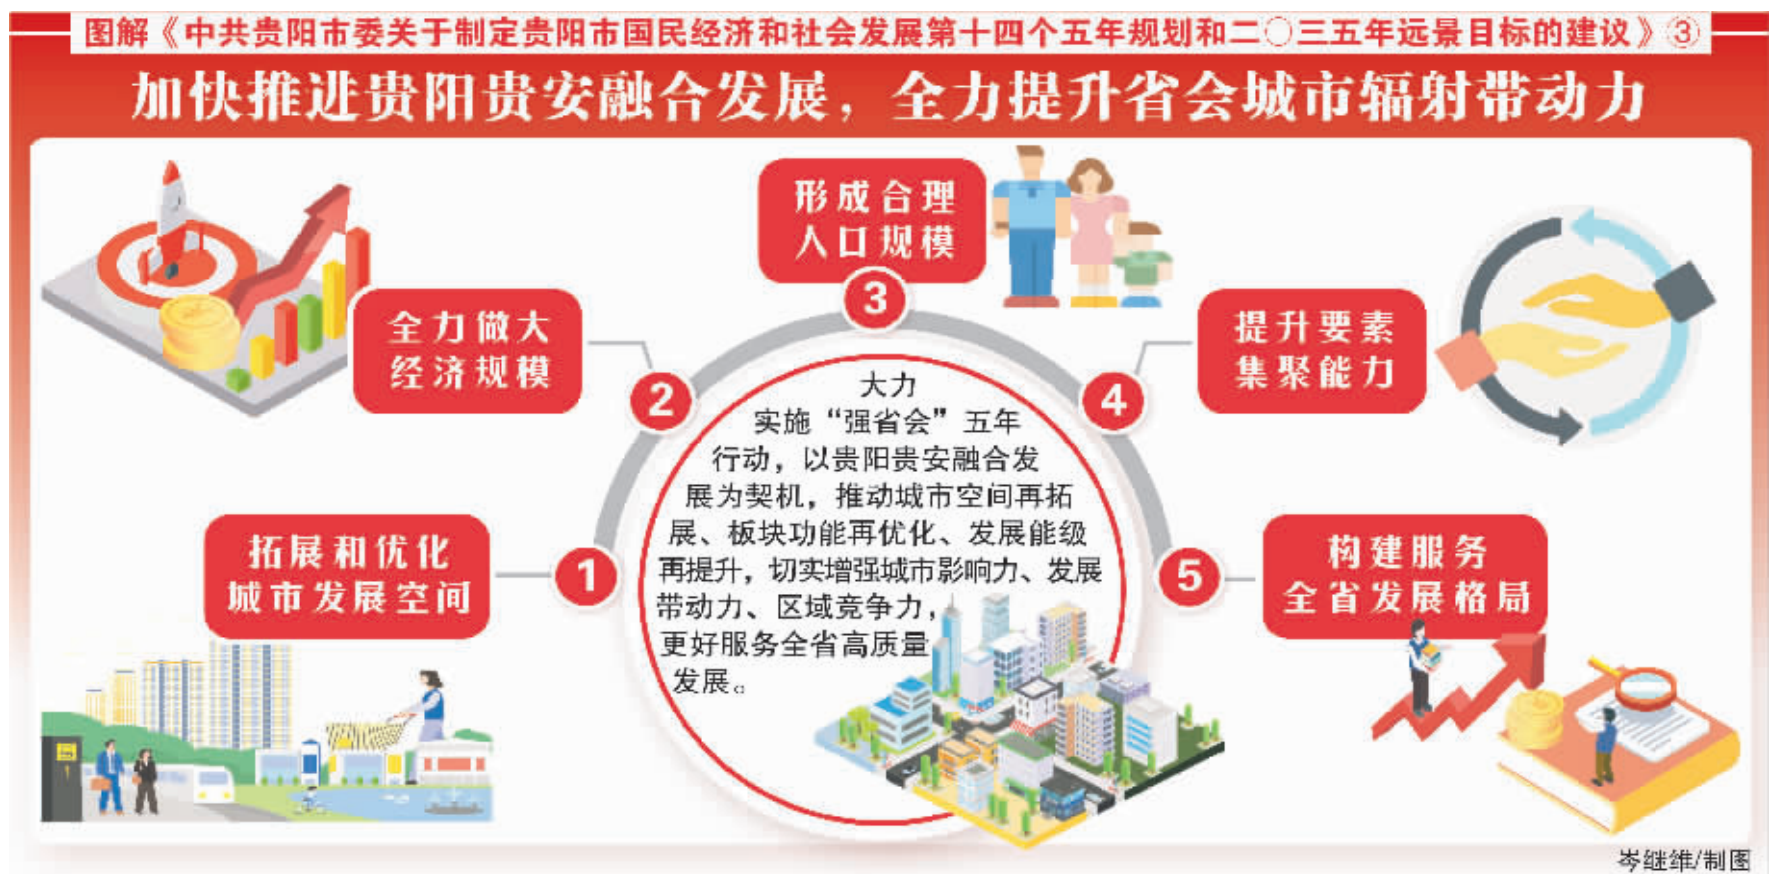 图解《中共贵阳市委关于制定贵阳市国民经济和社会发展第十四个五年规划和二〇三五年远景目标的建议》③
加快推进贵阳贵安融合发展，全力提升省会城市辐射带动力
拓展和优化
城市发展空间
1
全力做大
经济规模
2
形成合理
人口规模
3
提升要素
集聚能力
4
构建服务
全省发展格局
5
大力
实施“强省会”五年
行动，以贵阳贵安融合发
展为契机，推动城市空间再拓
展、板块功能再优化、发展能级
再提升，切实增强城市影响力、发展
带动力、区域竞争力，
更好服务全省高质量
发展。
岑继维/制图